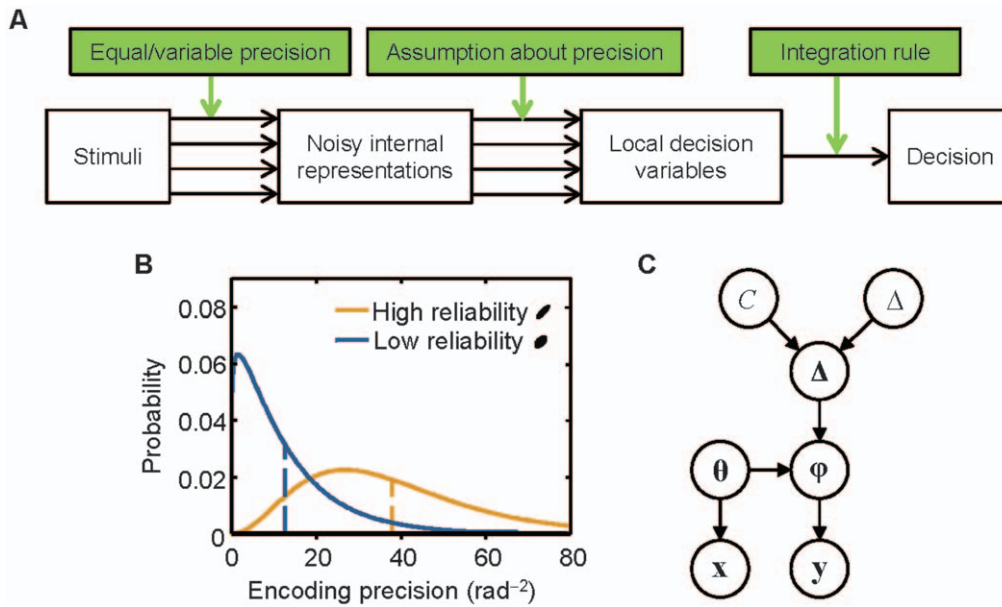 A
Equal/variable precision
Assumption about precision
Integration rule
Stimuli
Noisy internal
representations
Local decision
variables
Decision
B
High reliability
Low reliability
Probability
0.08
0.06
0.04
0.02
0
0 20 40 60 80
Encoding precision (rad⁻²)
C
C Δ
Δ
θ φ
x y